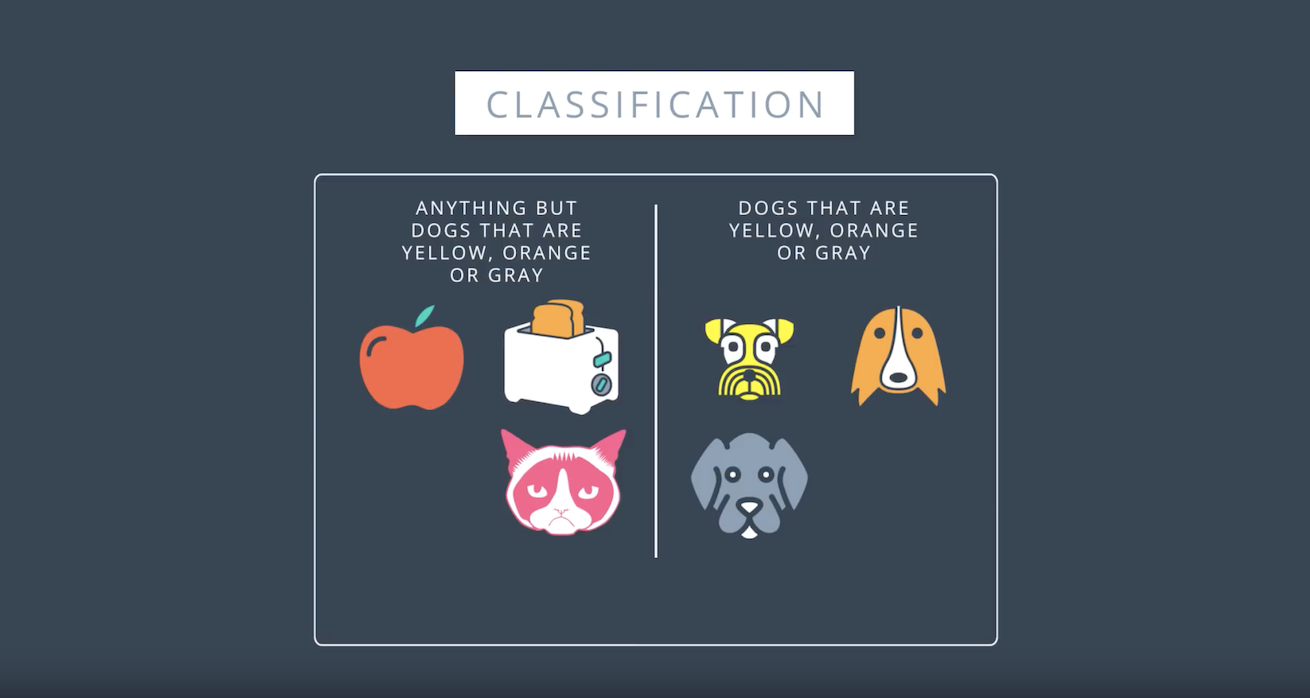 CLASSIFICATION
ANYTHING BUT
DOGS THAT ARE
YELLOW, ORANGE
OR GRAY
DOGS THAT ARE
YELLOW, ORANGE
OR GRAY